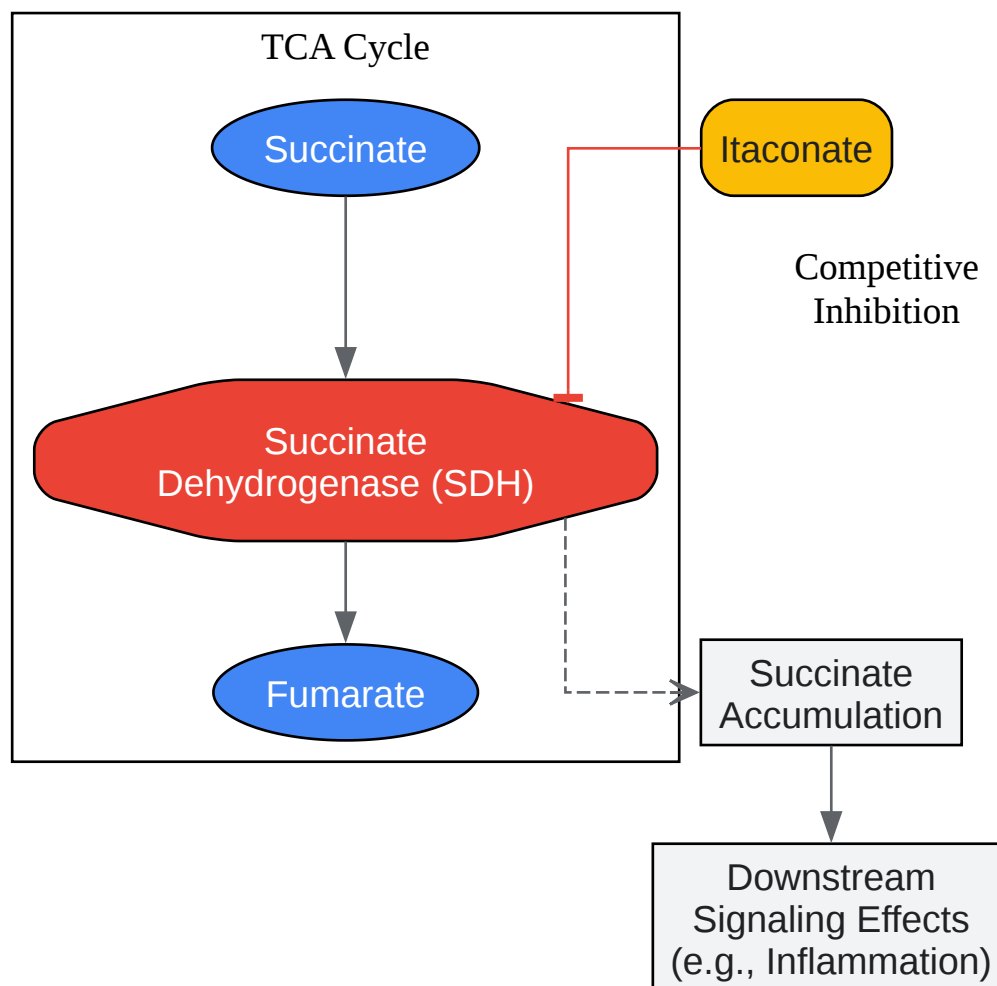 TCA Cycle
Succinate
Itaconate
Competitive
Inhibition
Succinate
Dehydrogenase (SDH)
Fumarate
Succinate
Accumulation
Downstream
Signaling Effects
(e.g., Inflammation)